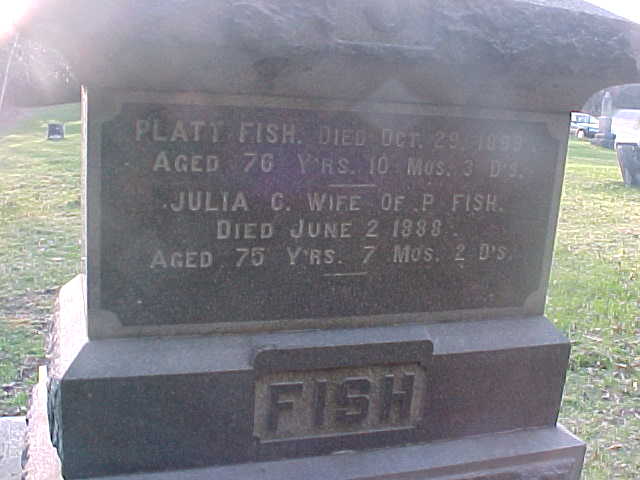 PLATT FISH. DIED OCT. 29,
AGED 76 Y'RS. 10 MOS. 3 D'S.
JULIA C. WIFE OF P. FISH.
DIED JUNE 2 1888.
AGED 75 Y'RS. 7 MOS. 2 D'S.
FISH